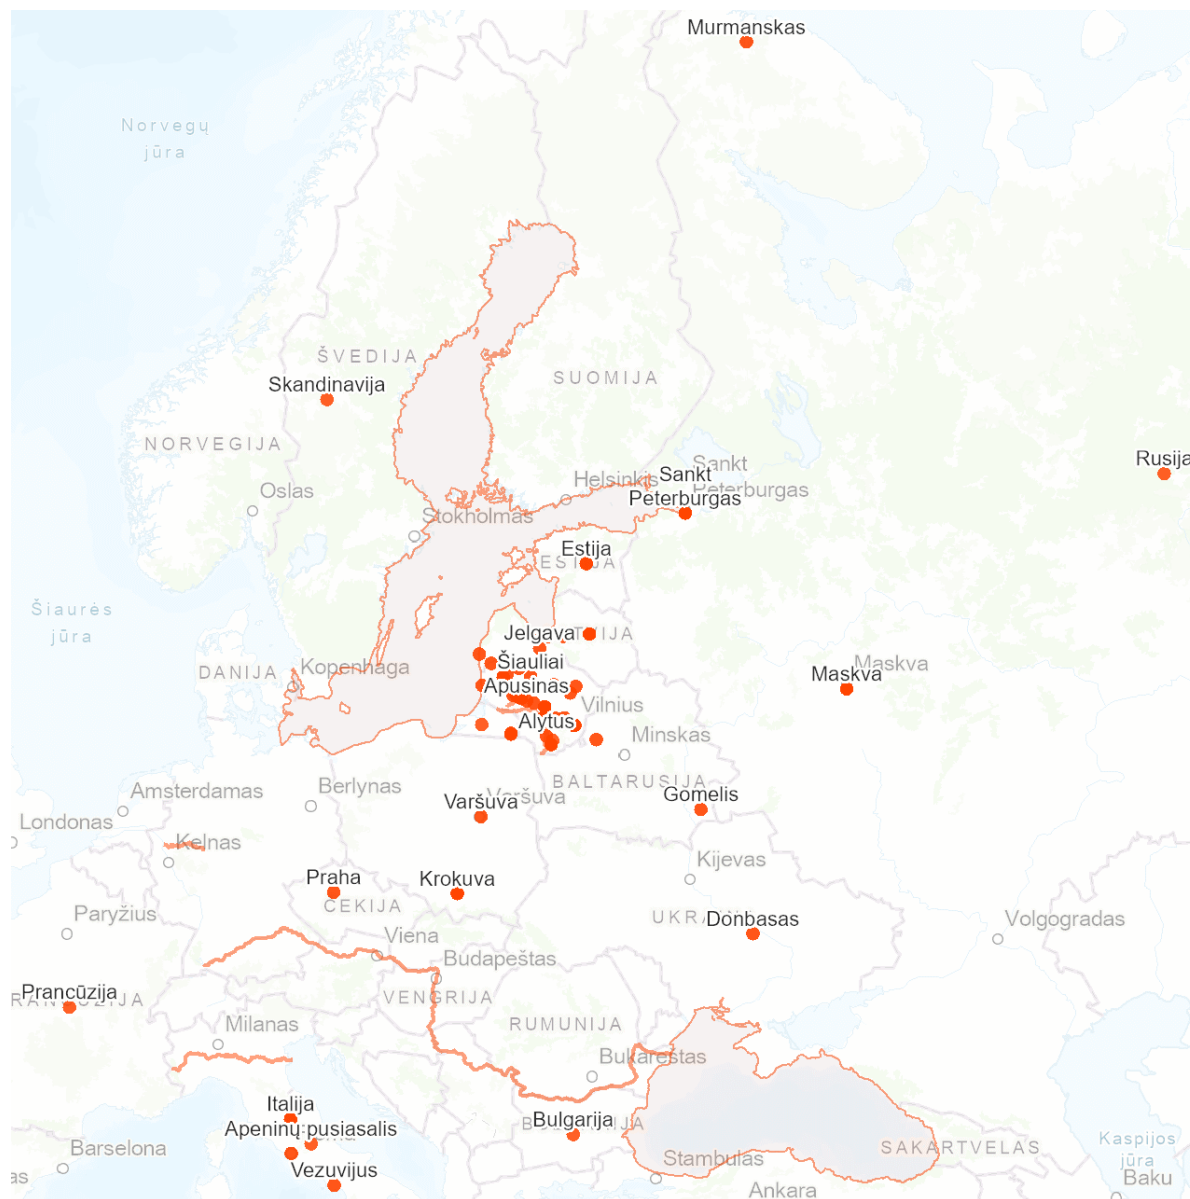 Murmanskas
Norvegų
jūra
ŠVEDIJA
SUOMIJA
Skandinavija
NORVEGIJA
Rusija
Sankt
Peterburgas
Sankt
Peterburgas
Helsinkis
Oslas
Stokholmas
Estija
ESTIJA
Šiaurės
jūra
Jelgava
Šiauliai
DANIJA
Kopenhaga
Maskva
Maskva
Apusinas
Vilnius
Alytus
Minskas
BALTARUSIJA
Gomelis
Amsterdamas
Berlynas
Varšuva
Varšuva
Londonas
Kelnas
Kijevas
Praha
Krokuva
ČEKIJA
Paryžius
UKRA
Donbasas
Volgogradas
Viena
Budapeštas
Prancūzija
VENGRIJA
Milanas
RUMUNIJA
Bukareštas
Italija
Apeninų pusiasalis
Bulgarija
Barselona
Vezuvijus
Stambulas
SAKARTVELAS
Kaspijos
jūra
Baku
Ankara